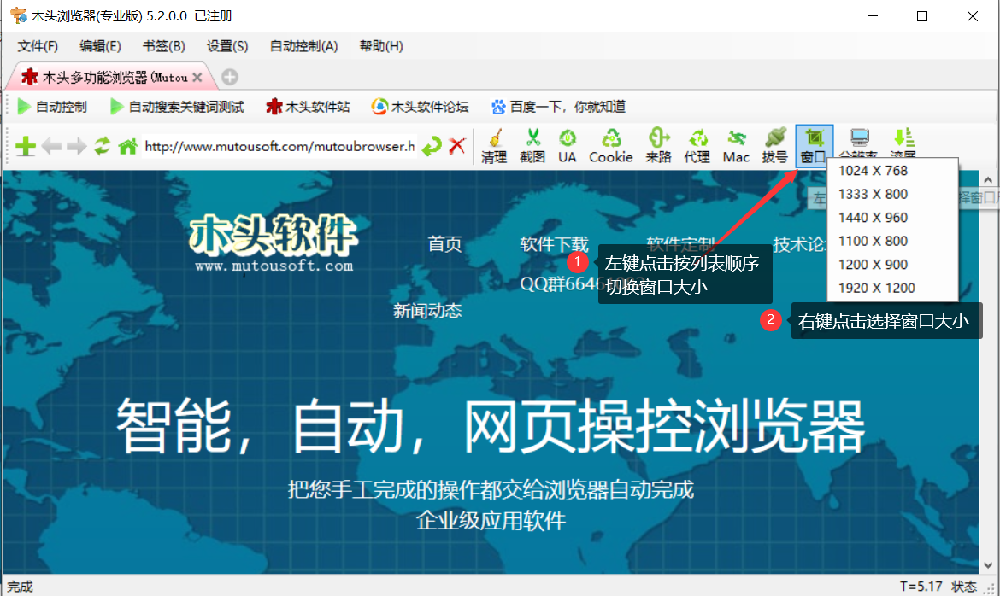 木头浏览器(专业版) 5.2.0.0 已注册
文件(F) 编辑(E) 书签(B) 设置(S) 自动控制(A) 帮助(H)
木头多功能浏览器(Mutou
自动控制 自动搜索关键词测试 木头软件站 木头软件论坛 百度一下，你就知道
http://www.mutousoft.com/mutoubrowser.h
清理 截图 UA Cookie 来路 代理 Mac 拨号 窗口 分辨率 滚屏
1024 X 768
1333 X 800
1440 X 960
1100 X 800
1200 X 900
1920 X 1200
左
择窗口
木头软件
www.mutousoft.com
首页 软件下载 软件定制 技术论
QQ群6646
新闻动态
1 左键点击按列表顺序
切换窗口大小
2 右键点击选择窗口大小
智能，自动，网页操控浏览器
把您手工完成的操作都交给浏览器自动完成
企业级应用软件
完成 T=5.17 状态